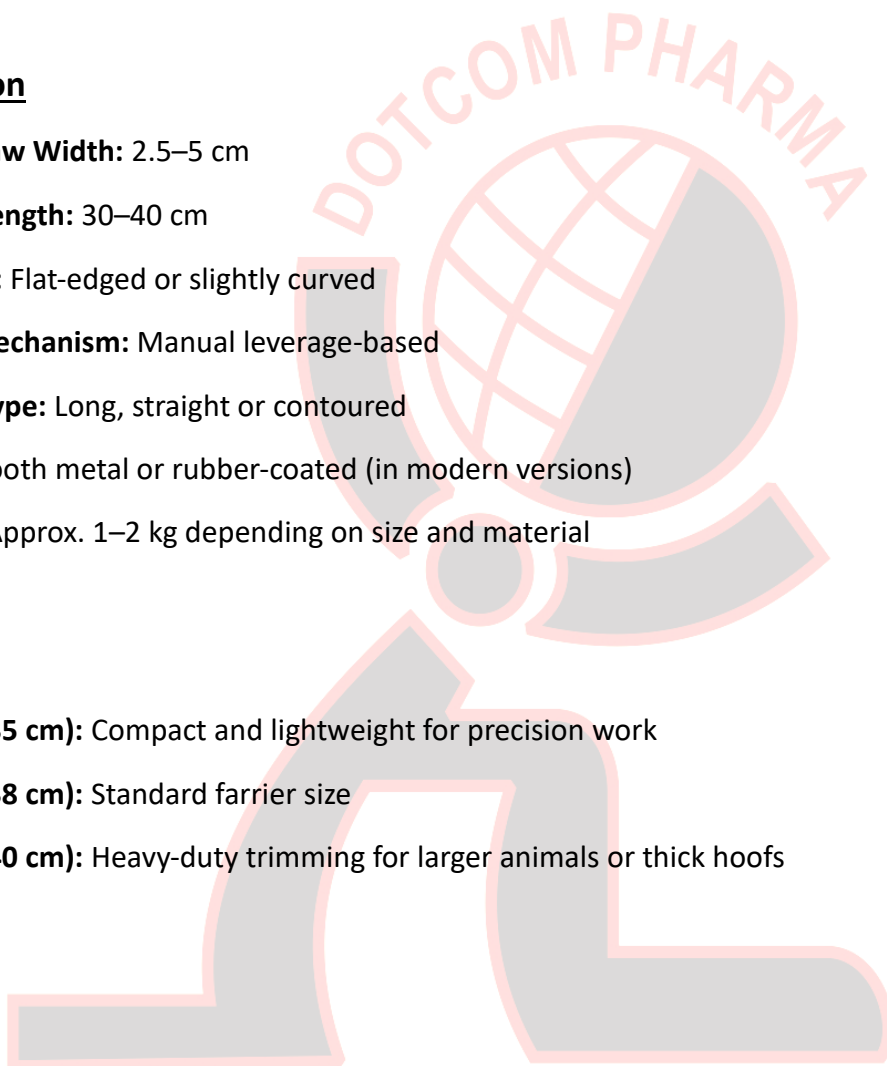 DOTCOM PHARMA
on
aw Width: 2.5–5 cm
ength: 30–40 cm
: Flat-edged or slightly curved
echanism: Manual leverage-based
ype: Long, straight or contoured
ooth metal or rubber-coated (in modern versions)
Approx. 1–2 kg depending on size and material
5 cm): Compact and lightweight for precision work
8 cm): Standard farrier size
0 cm): Heavy-duty trimming for larger animals or thick hoofs